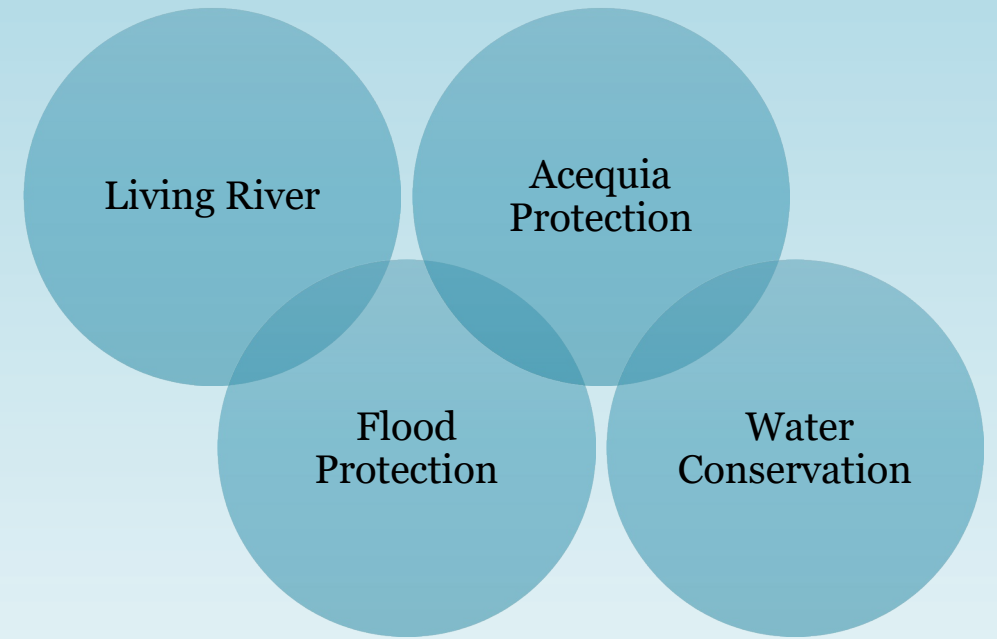 Living River
Acequia
Protection
Flood
Protection
Water
Conservation